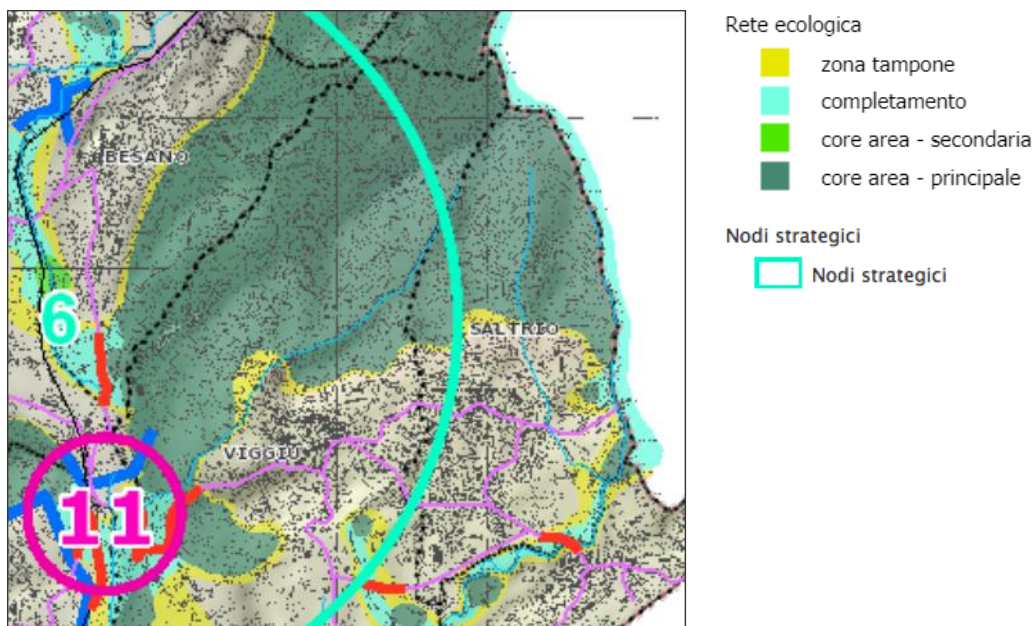 Rete ecologica
zona tampone
completamento
core area - secondaria
core area - principale
Nodi strategici
Nodi strategici
BESANO
6
SALTRIO
VIGGIÙ
11